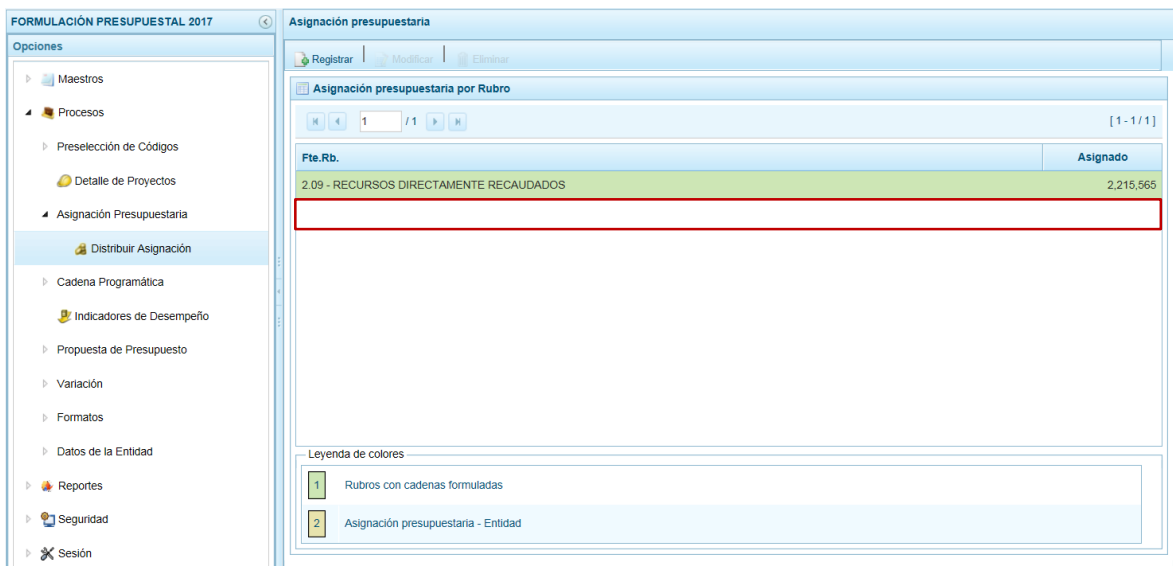 FORMULACIÓN PRESUPUESTAL 2017
Opciones
Maestros
Procesos
Preselección de Códigos
Detalle de Proyectos
Asignación Presupuestaria
Distribuir Asignación
Cadena Programática
Indicadores de Desempeño
Propuesta de Presupuesto
Variación
Formatos
Datos de la Entidad
Reportes
Seguridad
Sesión
Asignación presupuestaria
Registrar Modificar Eliminar
Asignación presupuestaria por Rubro
1 / 1 [ 1 - 1 / 1 ]
Fte.Rb. Asignado
2.09 - RECURSOS DIRECTAMENTE RECAUDADOS 2,215,565
Leyenda de colores
1 Rubros con cadenas formuladas
2 Asignación presupuestaria - Entidad